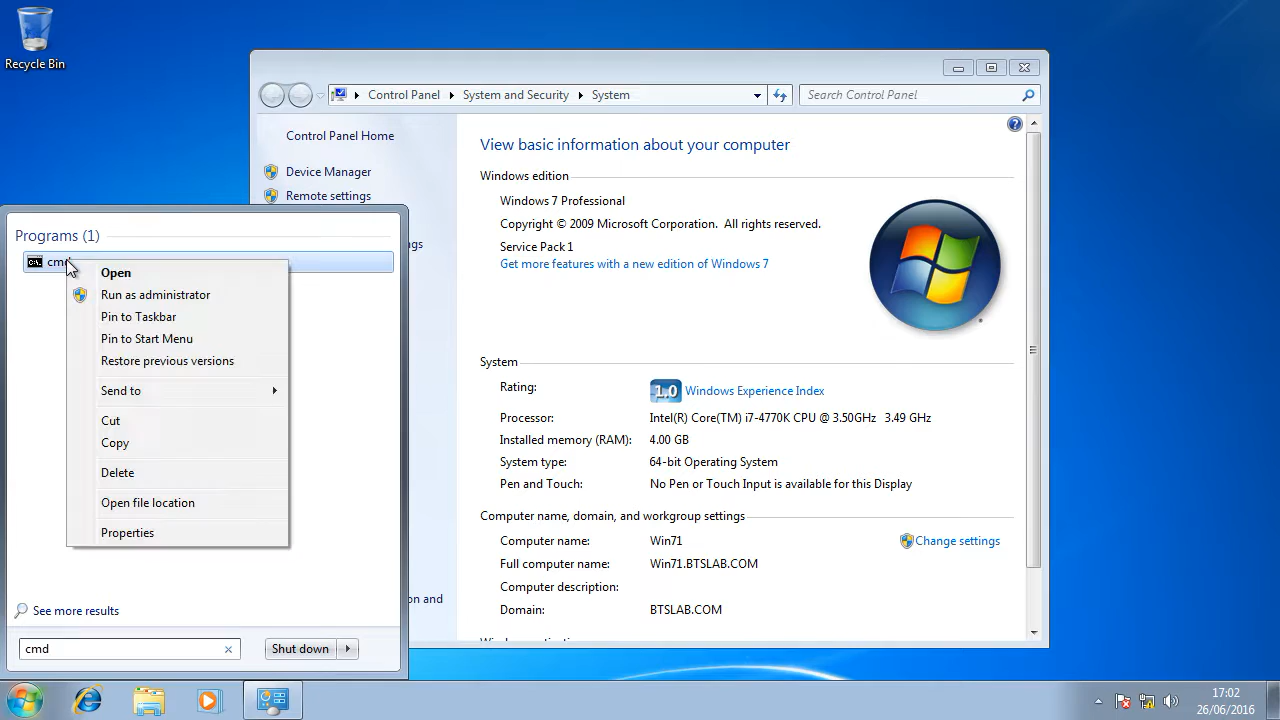 Recycle Bin
Control Panel
System and Security
System
Search Control Panel
Control Panel Home
Device Manager
Remote settings
View basic information about your computer
Windows edition
Windows 7 Professional
Copyright © 2009 Microsoft Corporation. All rights reserved.
Service Pack 1
Get more features with a new edition of Windows 7
System
Rating:
1.0 Windows Experience Index
Processor: Intel(R) Core(TM) i7-4770K CPU @ 3.50GHz 3.49 GHz
Installed memory (RAM): 4.00 GB
System type: 64-bit Operating System
Pen and Touch: No Pen or Touch Input is available for this Display
Computer name, domain, and workgroup settings
Computer name: Win71
Change settings
Full computer name: Win71.BTSLAB.COM
Computer description:
Domain: BTSLAB.COM
on and
Programs (1)
cmd
Open
Run as administrator
Pin to Taskbar
Pin to Start Menu
Restore previous versions
Send to
Cut
Copy
Delete
Open file location
Properties
See more results
cmd
Shut down
17:02
26/06/2016